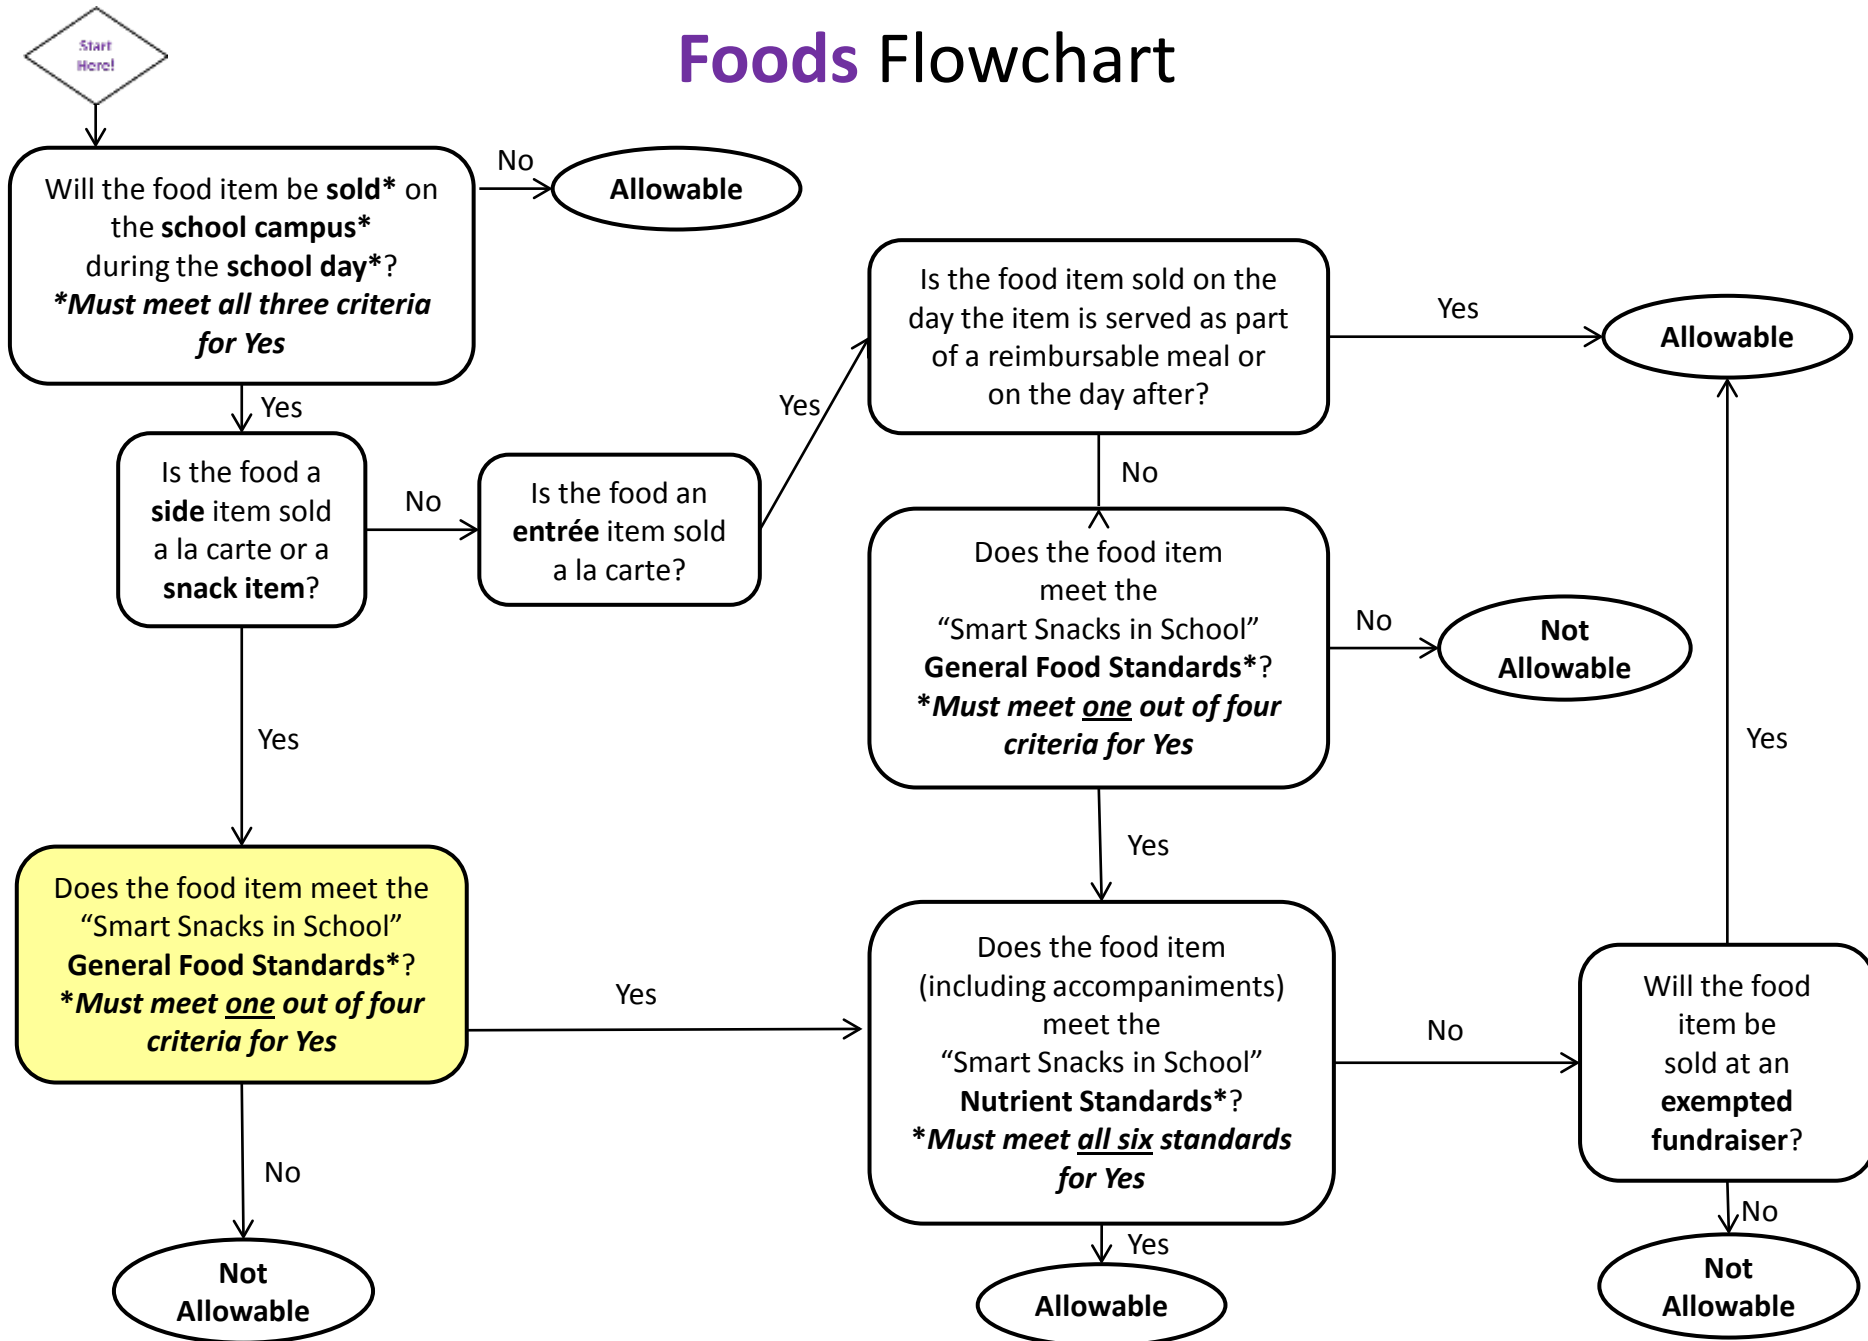 Start
Here!
Foods Flowchart
Will the food item be sold* on
the school campus*
during the school day*?
*Must meet all three criteria
for Yes
No
Allowable
Yes
Is the food a
side item sold
a la carte or a
snack item?
No
Is the food an
entrée item sold
a la carte?
Yes
Is the food item sold on the
day the item is served as part
of a reimbursable meal or
on the day after?
Yes
Allowable
No
Does the food item
meet the
“Smart Snacks in School”
General Food Standards*?
*Must meet one out of four
criteria for Yes
No
Not
Allowable
Yes
Yes
Yes
Does the food item meet the
“Smart Snacks in School”
General Food Standards*?
*Must meet one out of four
criteria for Yes
Yes
Does the food item
(including accompaniments)
meet the
“Smart Snacks in School”
Nutrient Standards*?
*Must meet all six standards
for Yes
No
Will the food
item be
sold at an
exempted
fundraiser?
No
Not
Allowable
Yes
Allowable
No
Not
Allowable